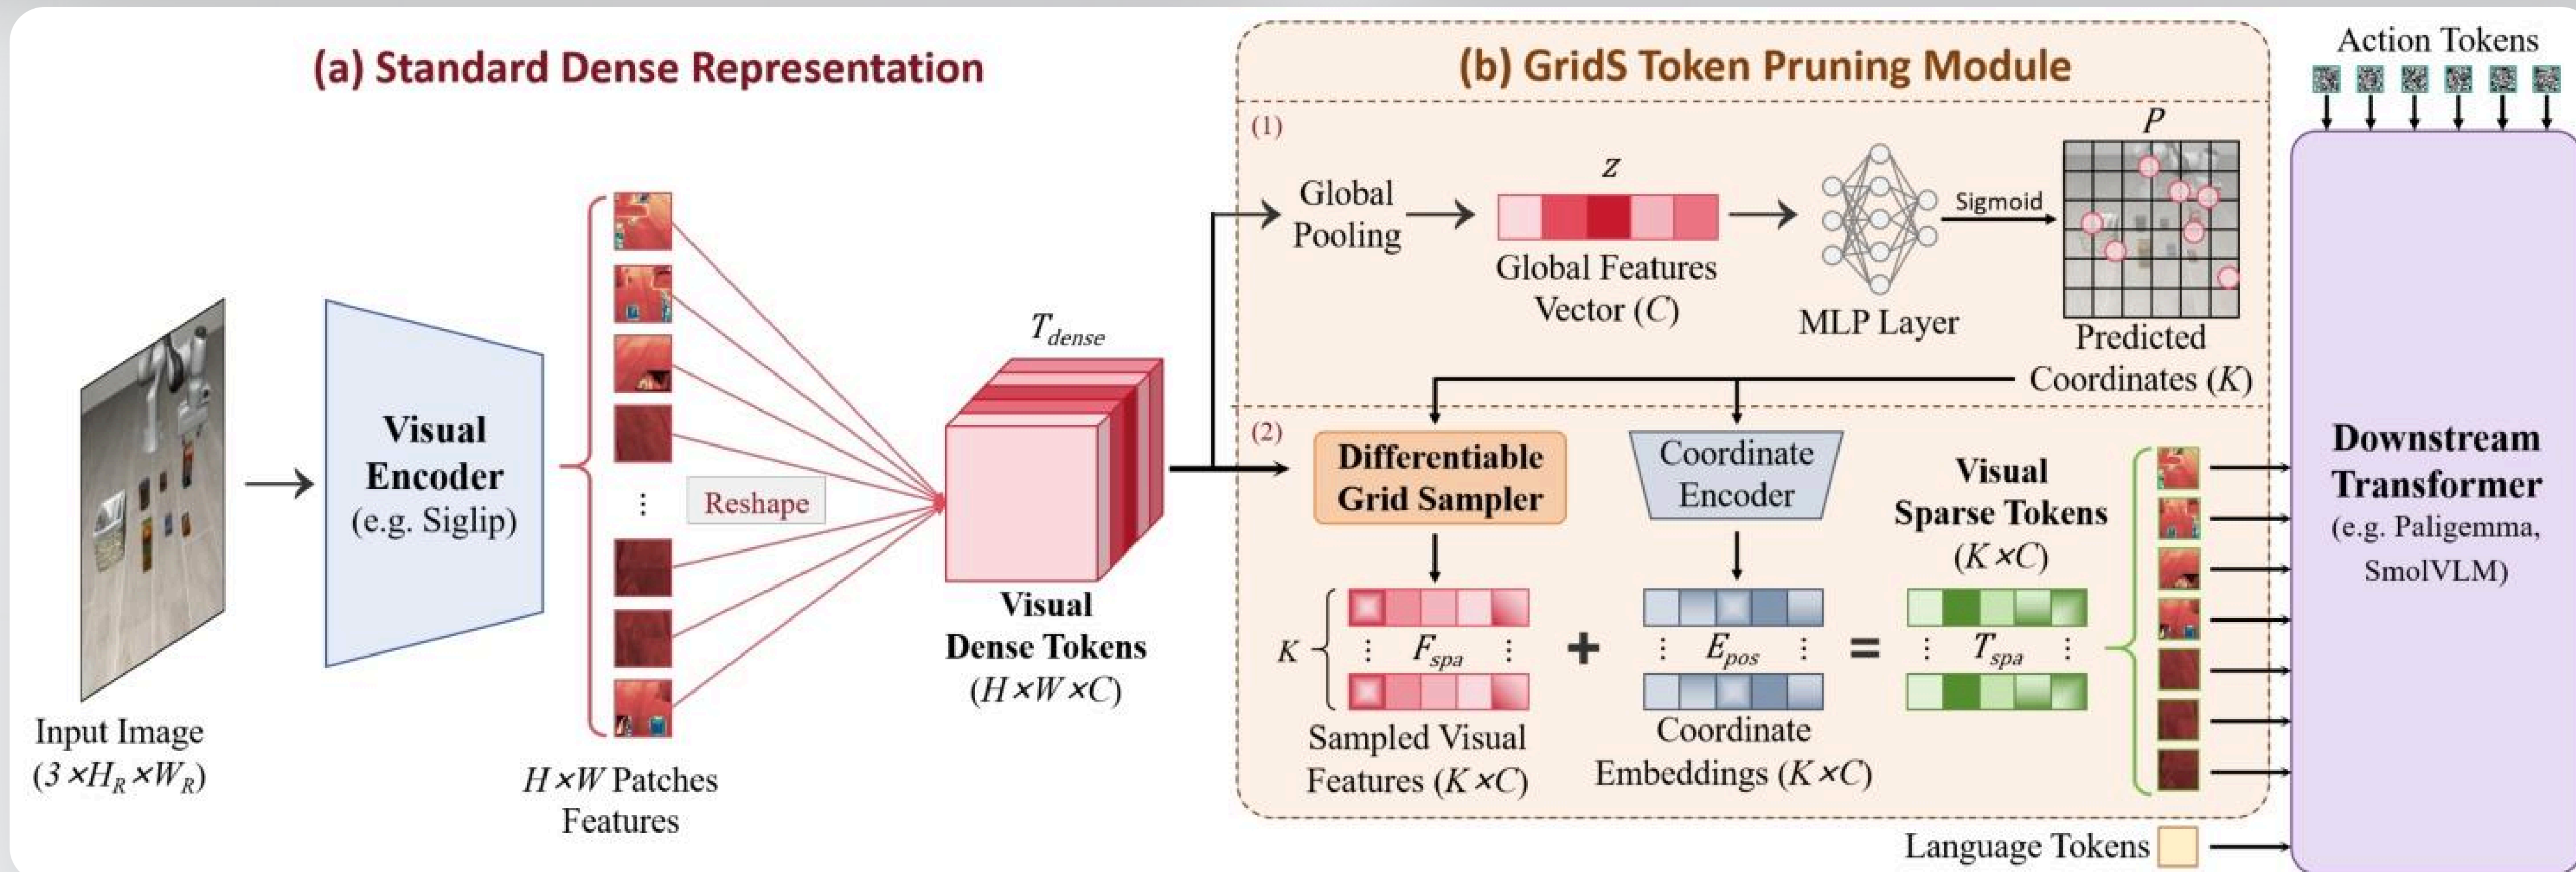 (a) Standard Dense Representation
Input Image
(3×H_R×W_R)
Visual
Encoder
(e.g. Siglip)
H×W Patches
Features
Reshape
T_dense
Visual
Dense Tokens
(H×W×C)
(b) GridS Token Pruning Module
(1)
Global
Pooling
z
Global Features
Vector (C)
MLP Layer
Sigmoid
P
Predicted
Coordinates (K)
(2)
Differentiable
Grid Sampler
Coordinate
Encoder
Visual
Sparse Tokens
(K×C)
K
⋮ F_spa ⋮
+
⋮ E_pos ⋮
=
⋮ T_spa ⋮
Sampled Visual
Features (K×C)
Coordinate
Embeddings (K×C)
Language Tokens
Action Tokens
Downstream
Transformer
(e.g. Paligemma,
SmolVLM)